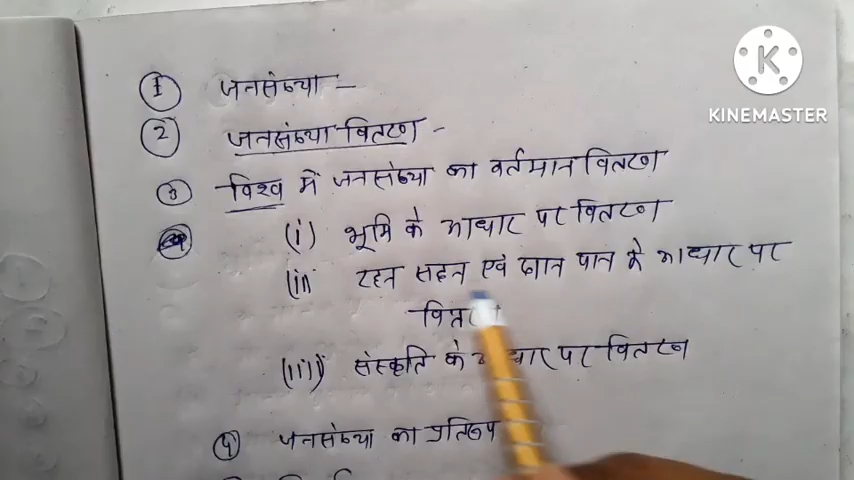 K
KINEMASTER
① जनसंख्या —
② जनसंख्या वितरण -
③ विश्व में जनसंख्या का वर्तमान वितरण
(i) भूमि के आधार पर वितरण
(ii) रहन सहन एवं खान पान के आधार पर
वितरण
(iii) संस्कृति के आधार पर वितरण
④ जनसंख्या का प्रतिरूप